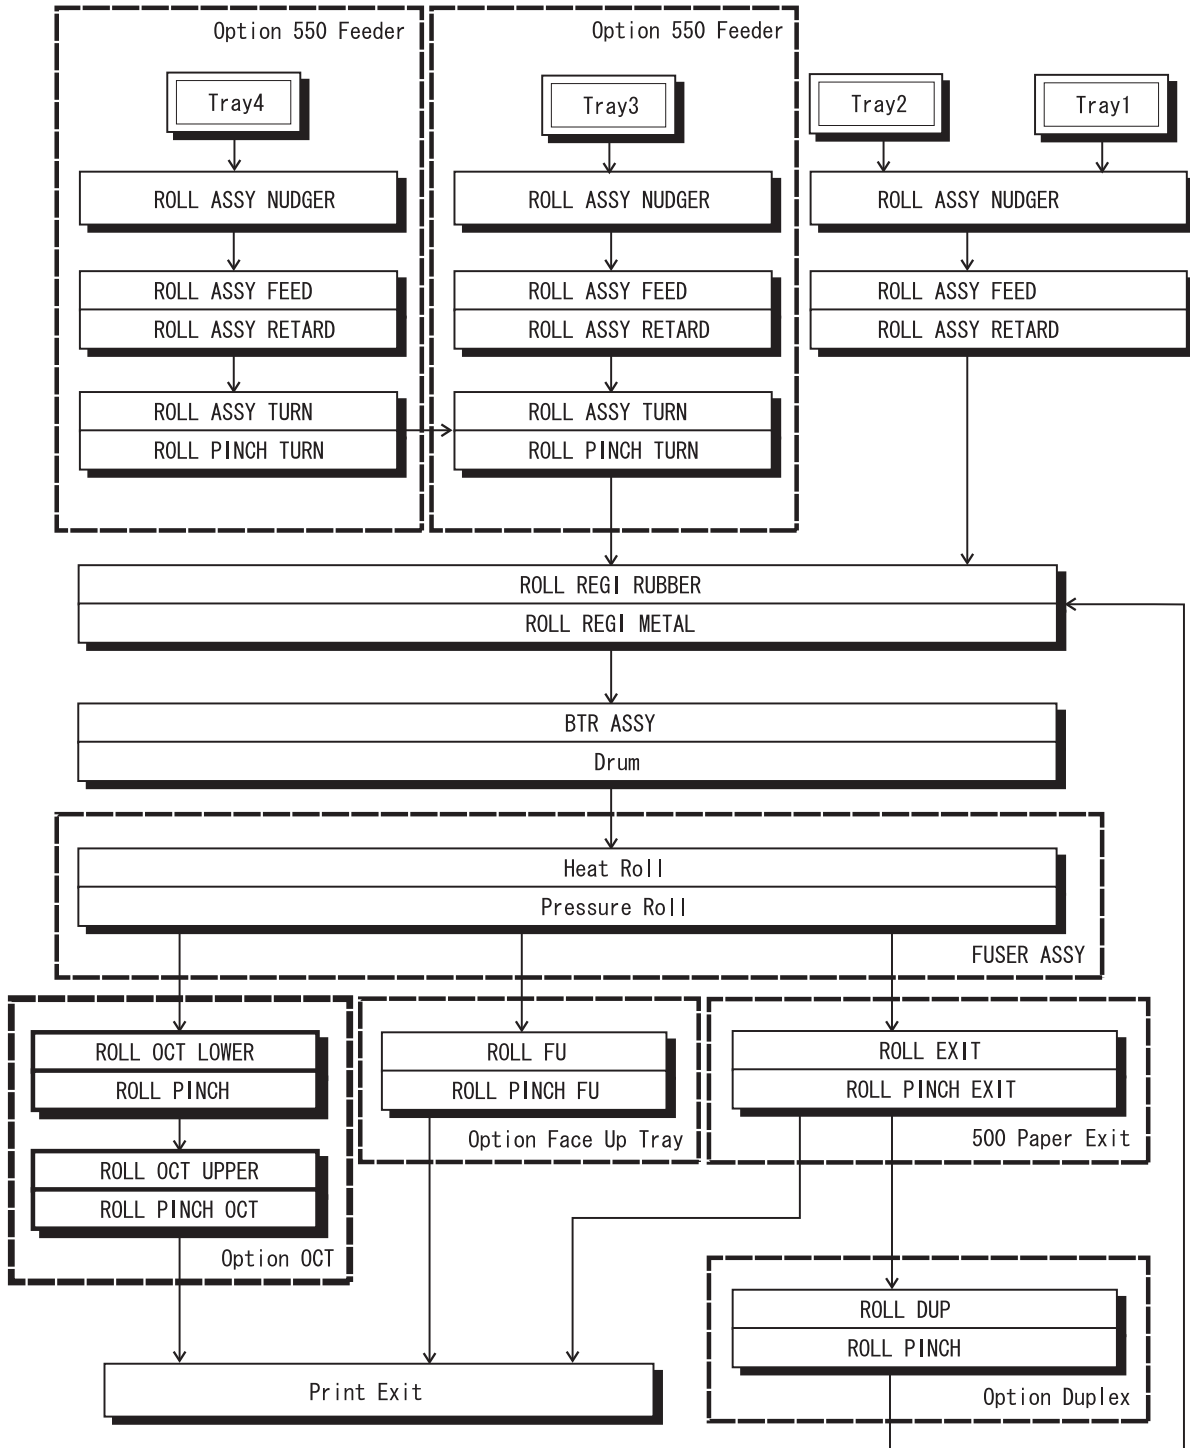 Option 550 Feeder
Option 550 Feeder
Tray4
Tray3
Tray2
Tray1
ROLL ASSY NUDGER
ROLL ASSY NUDGER
ROLL ASSY NUDGER
ROLL ASSY FEED
ROLL ASSY FEED
ROLL ASSY FEED
ROLL ASSY RETARD
ROLL ASSY RETARD
ROLL ASSY RETARD
ROLL ASSY TURN
ROLL ASSY TURN
ROLL PINCH TURN
ROLL PINCH TURN
ROLL REGI RUBBER
ROLL REGI METAL
BTR ASSY
Drum
Heat Roll
Pressure Roll
FUSER ASSY
ROLL OCT LOWER
ROLL FU
ROLL EXIT
ROLL PINCH
ROLL PINCH FU
ROLL PINCH EXIT
Option Face Up Tray
500 Paper Exit
ROLL OCT UPPER
ROLL PINCH OCT
Option OCT
ROLL DUP
ROLL PINCH
Print Exit
Option Duplex